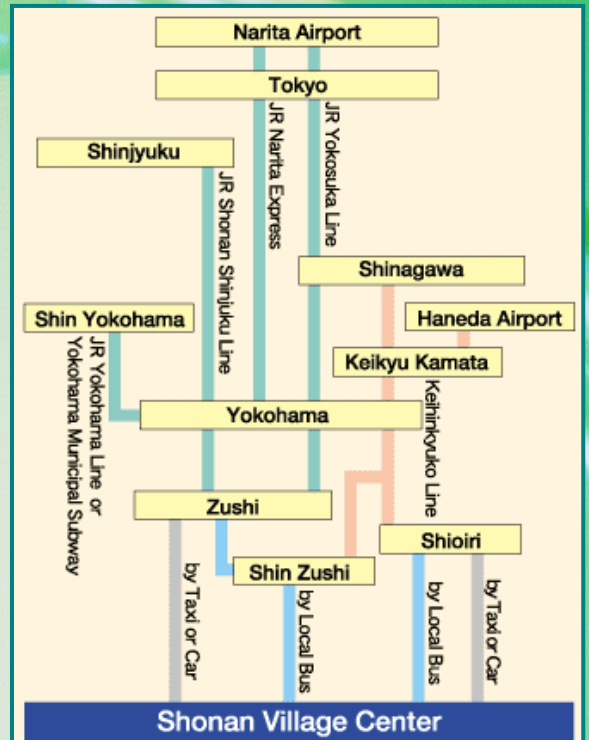 Narita Airport
Tokyo
JR Narita Express
JR Yokosuka Line
Shinjyuku
JR Shonan Shinjuku Line
Shinagawa
Shin Yokohama
Haneda Airport
JR Yokohama Line or
Yokohama Municipal Subway
Keikyu Kamata
Keihinkyuko Line
Yokohama
Zushi
Shioiri
Shin Zushi
by Taxi or Car
by Local Bus
by Local Bus
by Taxi or Car
Shonan Village Center